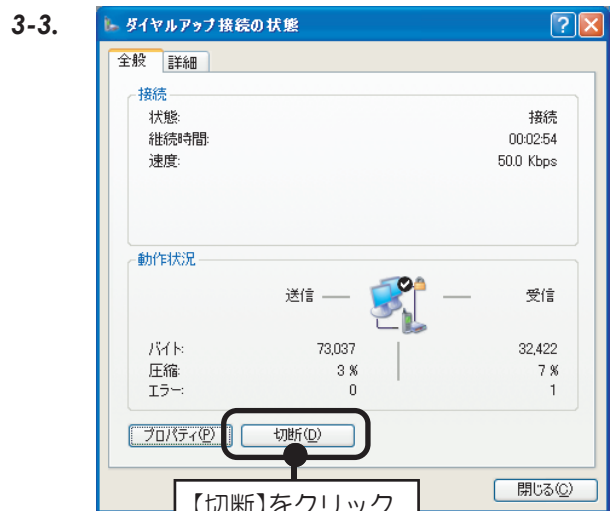 3-3.
ダイヤルアップ接続の状態
全般 詳細
接続
状態: 接続
継続時間: 00:02:54
速度: 50.0 Kbps
動作状況
送信 受信
バイト: 73,037 32,422
圧縮: 3 % 7 %
エラー: 0 1
プロパティ(P) 切断(D)
【切断】をクリック
閉じる(C)